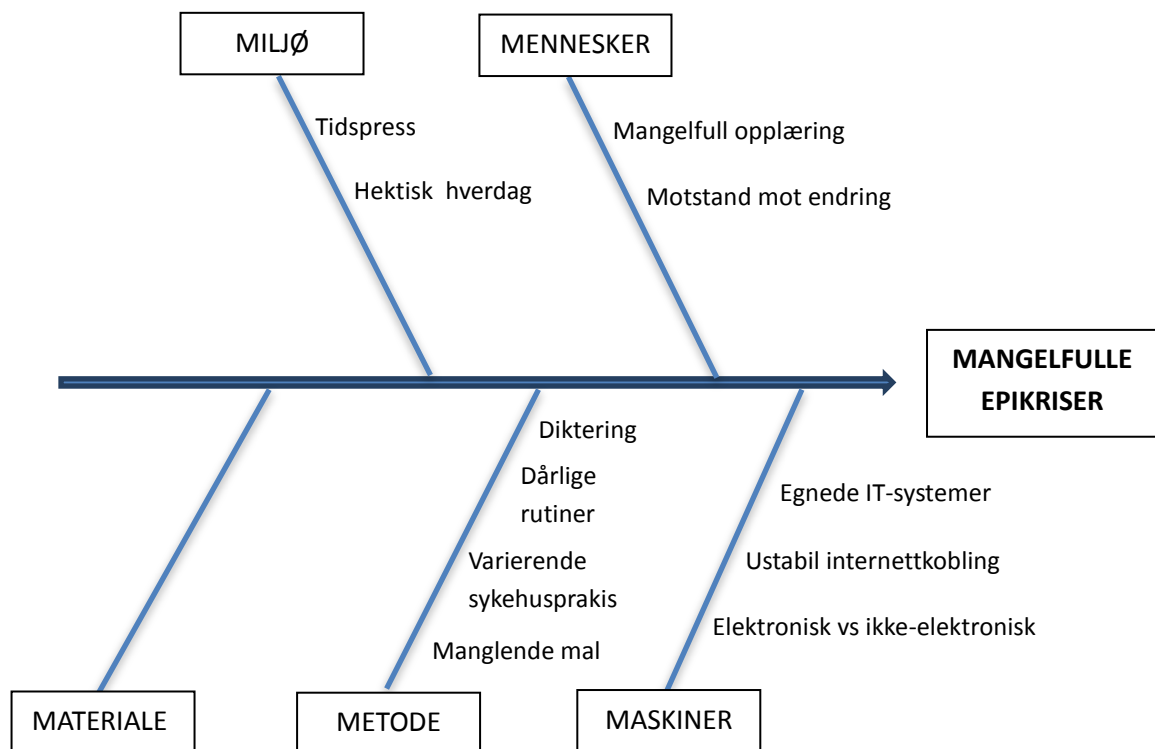 MILJØ
MENNESKER
Tidspress
Hektisk hverdag
Mangelfull opplæring
Motstand mot endring
MANGELFULLE
EPIKRISER
Diktering
Dårlige
rutiner
Varierende
sykehusprakis
Manglende mal
Egnede IT-systemer
Ustabil internettkobling
Elektronisk vs ikke-elektronisk
MATERIALE
METODE
MASKINER